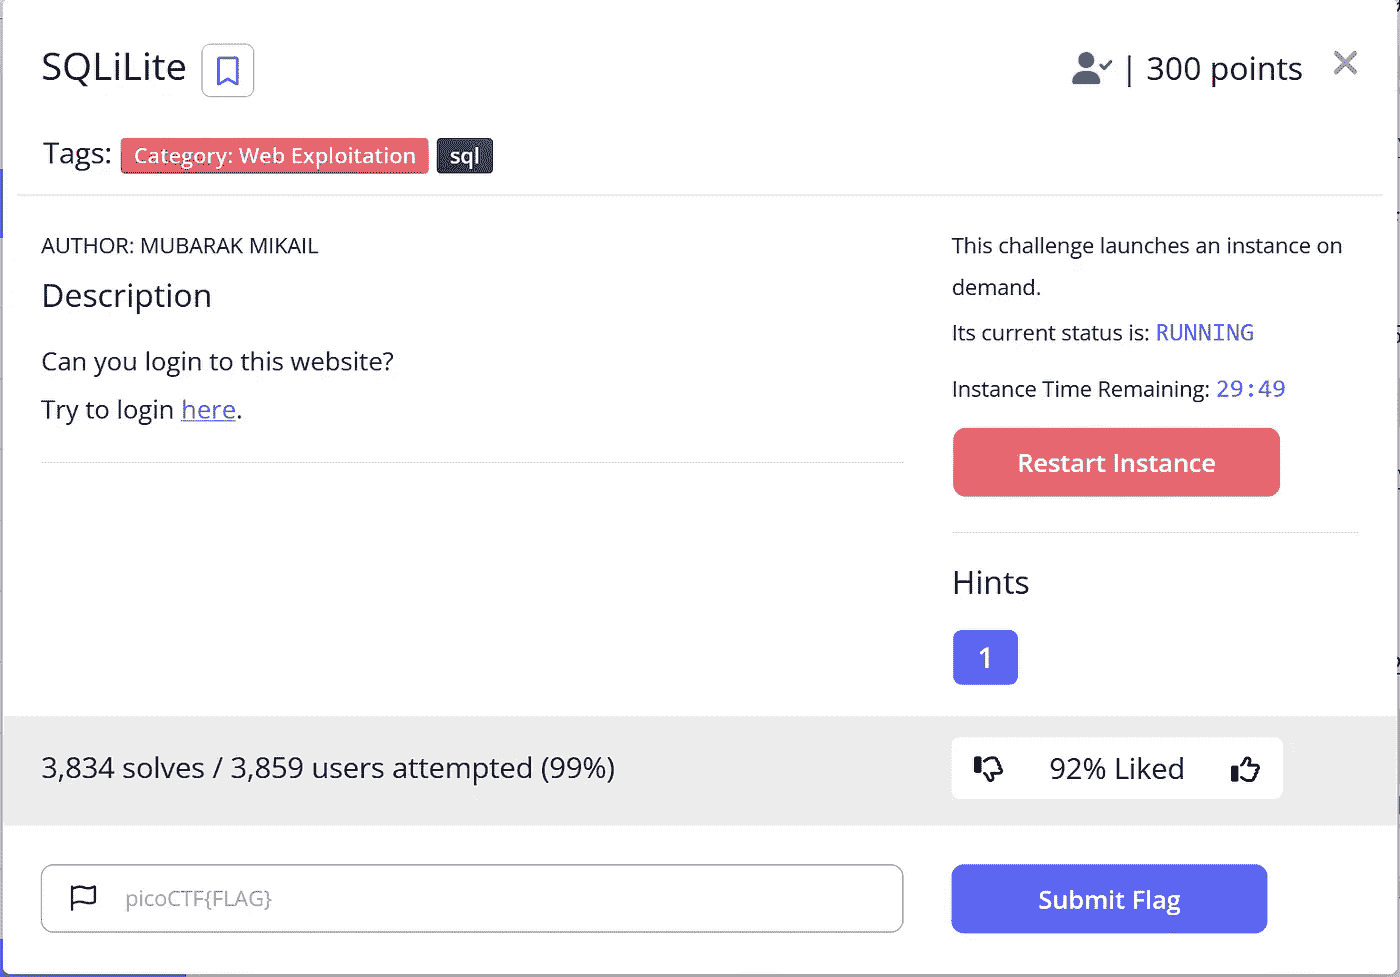 SQLiLite
| 300 points
Tags: Category: Web Exploitation sql
AUTHOR: MUBARAK MIKAIL
Description
Can you login to this website?
Try to login here.
This challenge launches an instance on
demand.
Its current status is: RUNNING
Instance Time Remaining: 29:49
Restart Instance
Hints
1
3,834 solves / 3,859 users attempted (99%)
92% Liked
picoCTF{FLAG}
Submit Flag